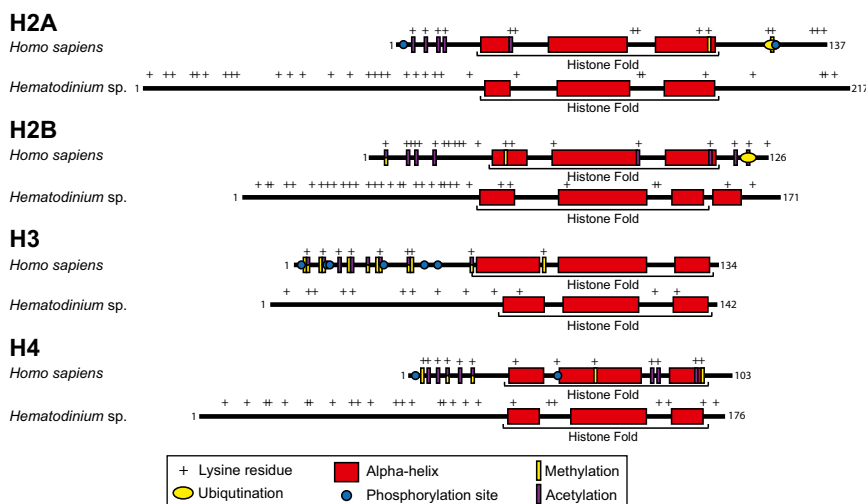 H2A
Homo sapiens 1 137
Histone Fold
Hematodinium sp. 1 217
Histone Fold
H2B
Homo sapiens 1 126
Histone Fold
Hematodinium sp. 1 171
Histone Fold
H3
Homo sapiens 1 134
Histone Fold
Hematodinium sp. 1 142
Histone Fold
H4
Homo sapiens 1 103
Histone Fold
Hematodinium sp. 1 176
Histone Fold
+ Lysine residue Alpha-helix Methylation
Ubiqutination Phosphorylation site Acetylation